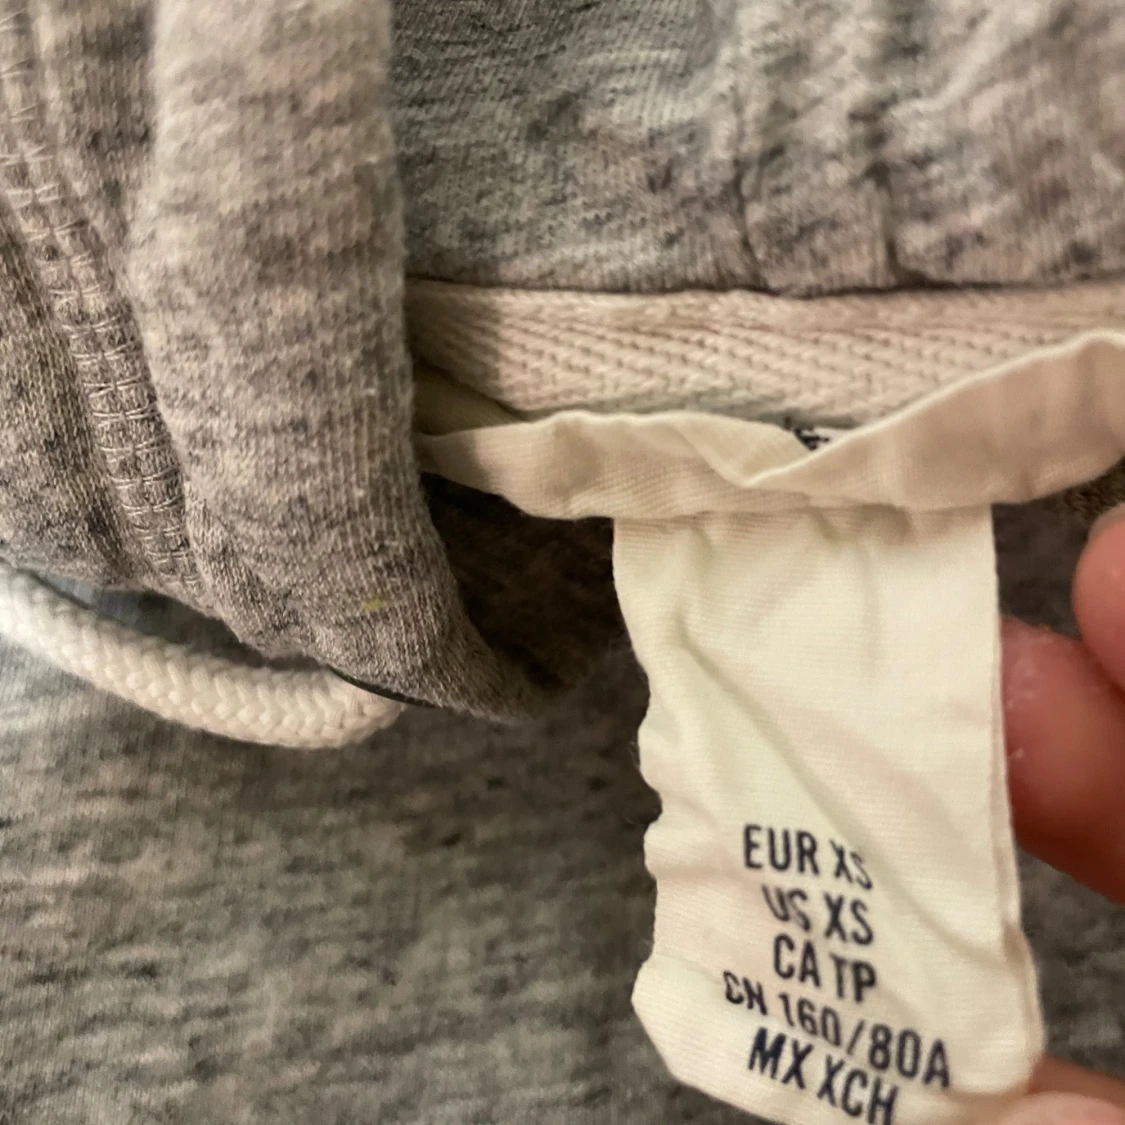 EUR XS
US XS
CA TP
CN 160/80A
MX XCH